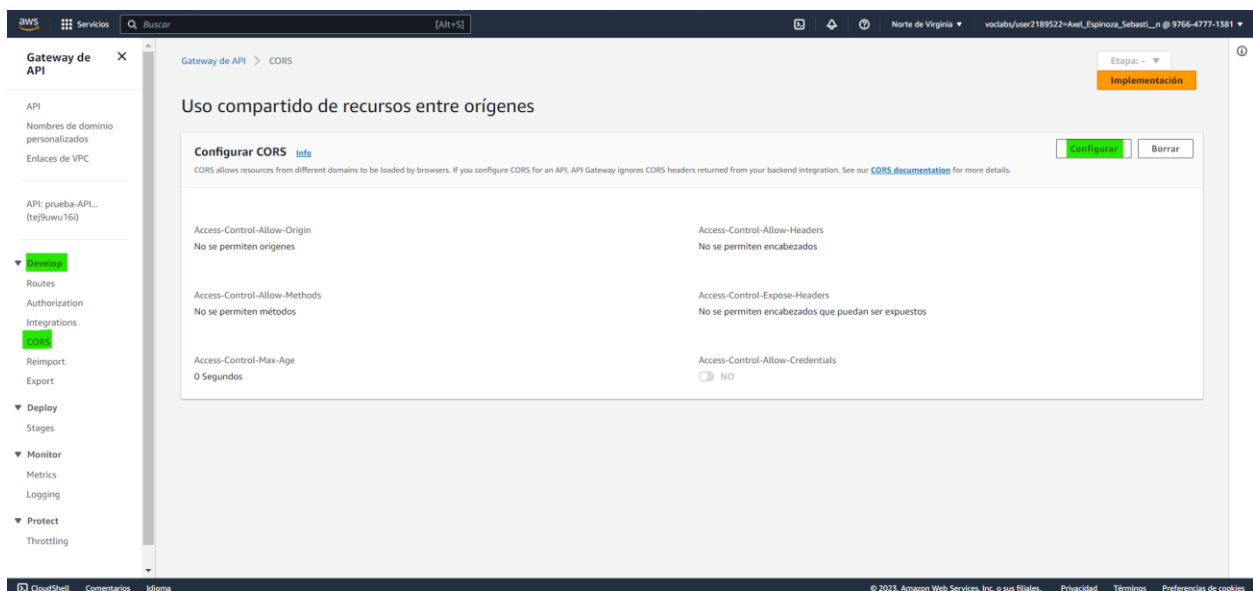 aws
Servicios
Buscar
[Alt+S]
Norte de Virginia
voclabs/user2189522=Axel_Espinoza_Sebasti__n @ 9766-4777-1381
Gateway de
API
API
Nombres de dominio
personalizados
Enlaces de VPC
API: prueba-API...
(tej9uwu16i)
Develop
Routes
Authorization
Integrations
CORS
Reimport
Export
Deploy
Stages
Monitor
Metrics
Logging
Protect
Throttling
Gateway de API > CORS
Etapa: -
Implementación
Uso compartido de recursos entre orígenes
Configurar CORS Info
Configurar
Borrar
CORS allows resources from different domains to be loaded by browsers. If you configure CORS for an API, API Gateway ignores CORS headers returned from your backend integration. See our CORS documentation for more details.
Access-Control-Allow-Origin
No se permiten orígenes
Access-Control-Allow-Headers
No se permiten encabezados
Access-Control-Allow-Methods
No se permiten métodos
Access-Control-Expose-Headers
No se permiten encabezados que puedan ser expuestos
Access-Control-Max-Age
0 Segundos
Access-Control-Allow-Credentials
NO
CloudShell
Comentarios
Idioma
© 2023, Amazon Web Services, Inc. o sus filiales.
Privacidad
Términos
Preferencias de cookies